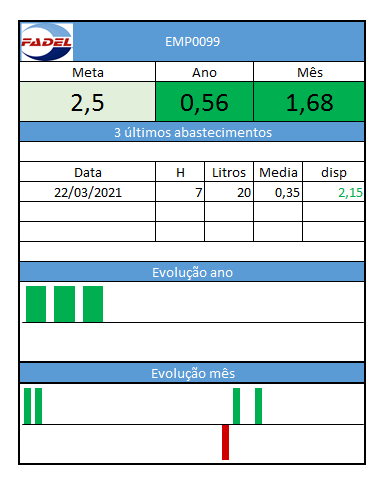 FADEL
EMP0099
Meta Ano Mês
2,5 0,56 1,68
3 últimos abastecimentos
Data H Litros Media disp
22/03/2021 7 20 0,35 2,15
Evolução ano
Evolução mês